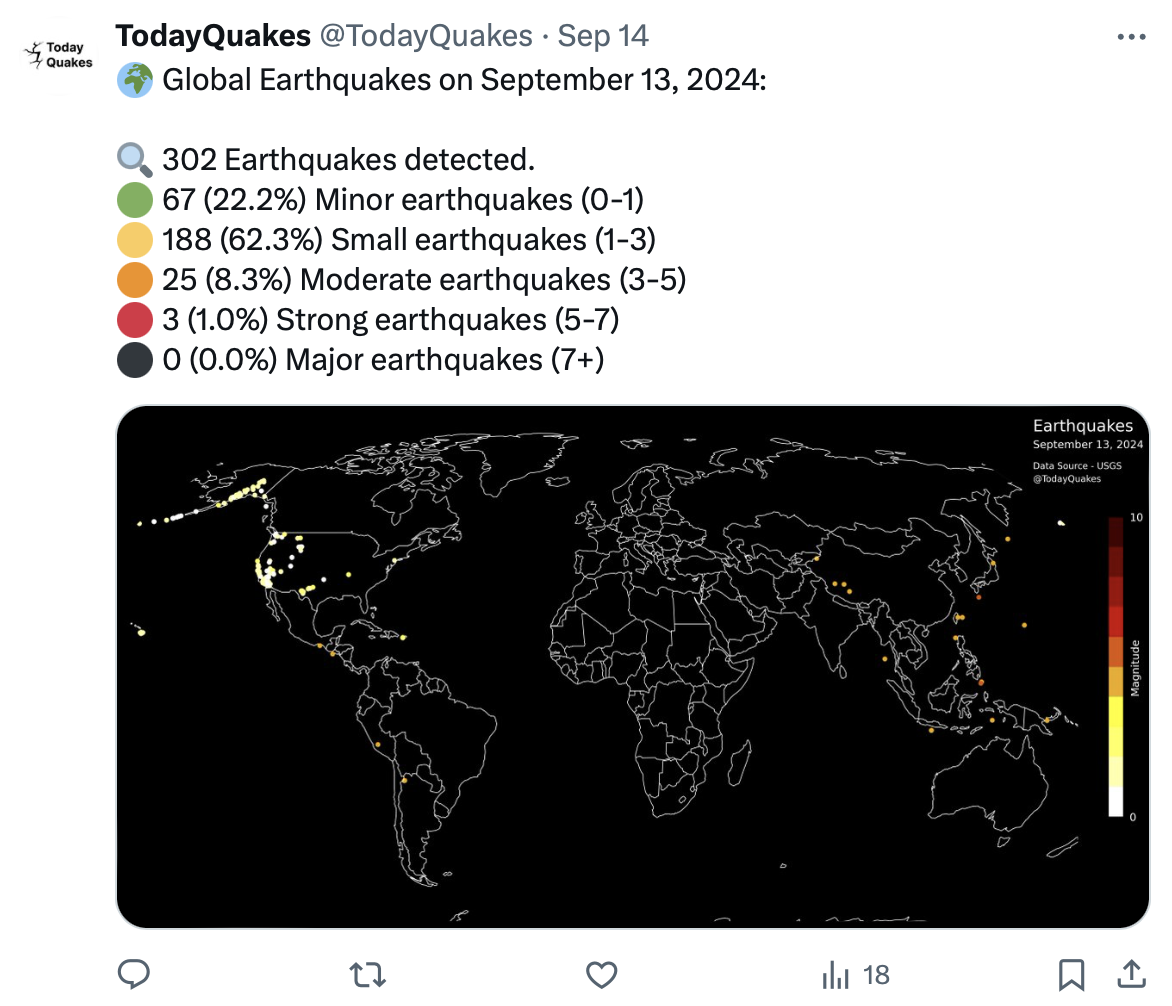 Today
Quakes
TodayQuakes @TodayQuakes · Sep 14
Global Earthquakes on September 13, 2024:
302 Earthquakes detected.
67 (22.2%) Minor earthquakes (0-1)
188 (62.3%) Small earthquakes (1-3)
25 (8.3%) Moderate earthquakes (3-5)
3 (1.0%) Strong earthquakes (5-7)
0 (0.0%) Major earthquakes (7+)
Earthquakes
September 13, 2024
Data Source - USGS
@TodayQuakes
10
Magnitude
0
18